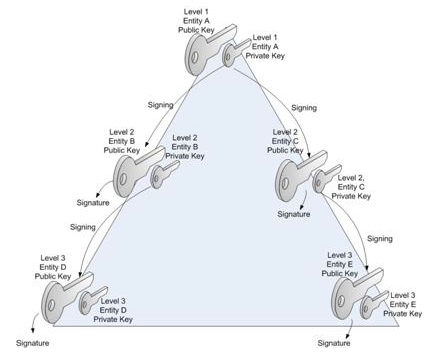 Level 1
Entity A
Public Key
Level 1
Entity A
Private Key
Signing
Signing
Level 2
Entity B
Public Key
Level 2
Entity B
Private Key
Level 2
Entity C
Public Key
Level 2,
Entity C
Private Key
Signature
Signature
Signing
Signing
Level 3
Entity D
Public Key
Level 3
Entity D
Private Key
Level 3
Entity E
Public Key
Level 3
Entity E
Private Key
Signature
Signature